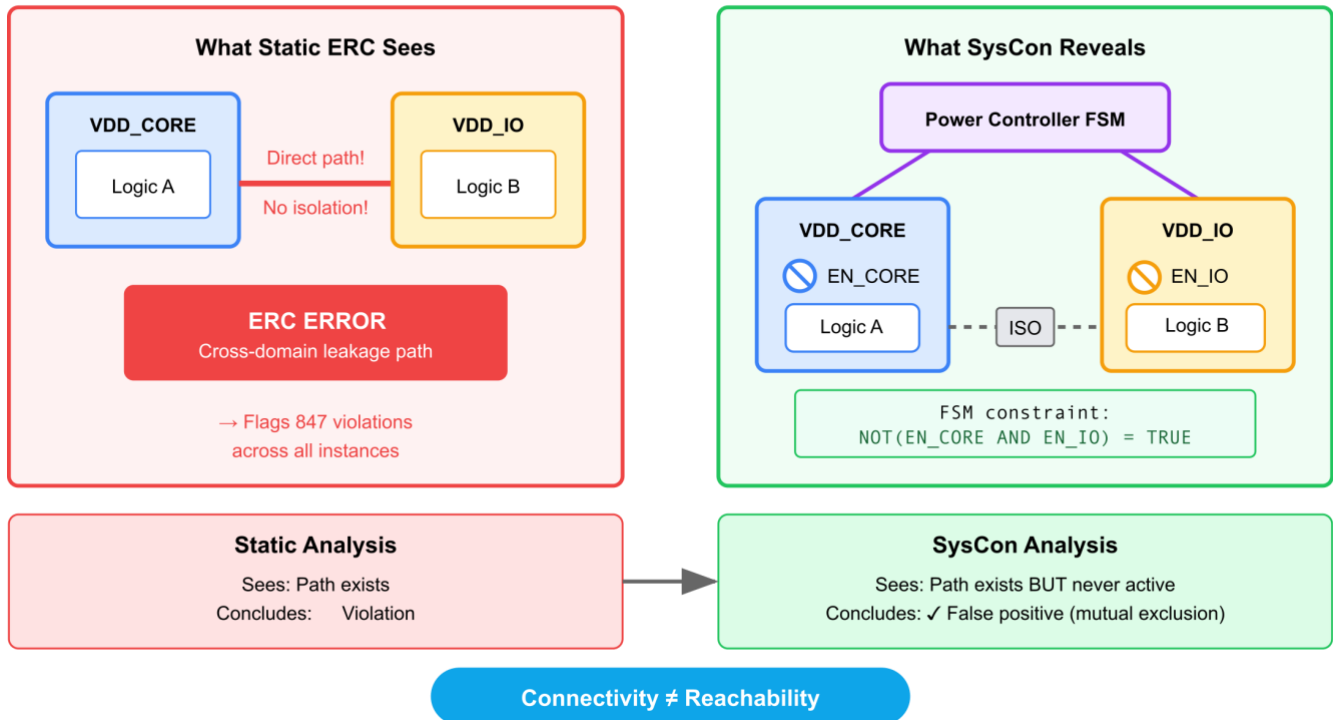 What Static ERC Sees
VDD_CORE
Logic A
Direct path!
No isolation!
VDD_IO
Logic B
ERC ERROR
Cross-domain leakage path
→ Flags 847 violations
across all instances
What SysCon Reveals
Power Controller FSM
VDD_CORE
EN_CORE
Logic A
ISO
VDD_IO
EN_IO
Logic B
FSM constraint:
NOT(EN_CORE AND EN_IO) = TRUE
Static Analysis
Sees: Path exists
Concludes: Violation
SysCon Analysis
Sees: Path exists BUT never active
Concludes: ✓ False positive (mutual exclusion)
Connectivity ≠ Reachability